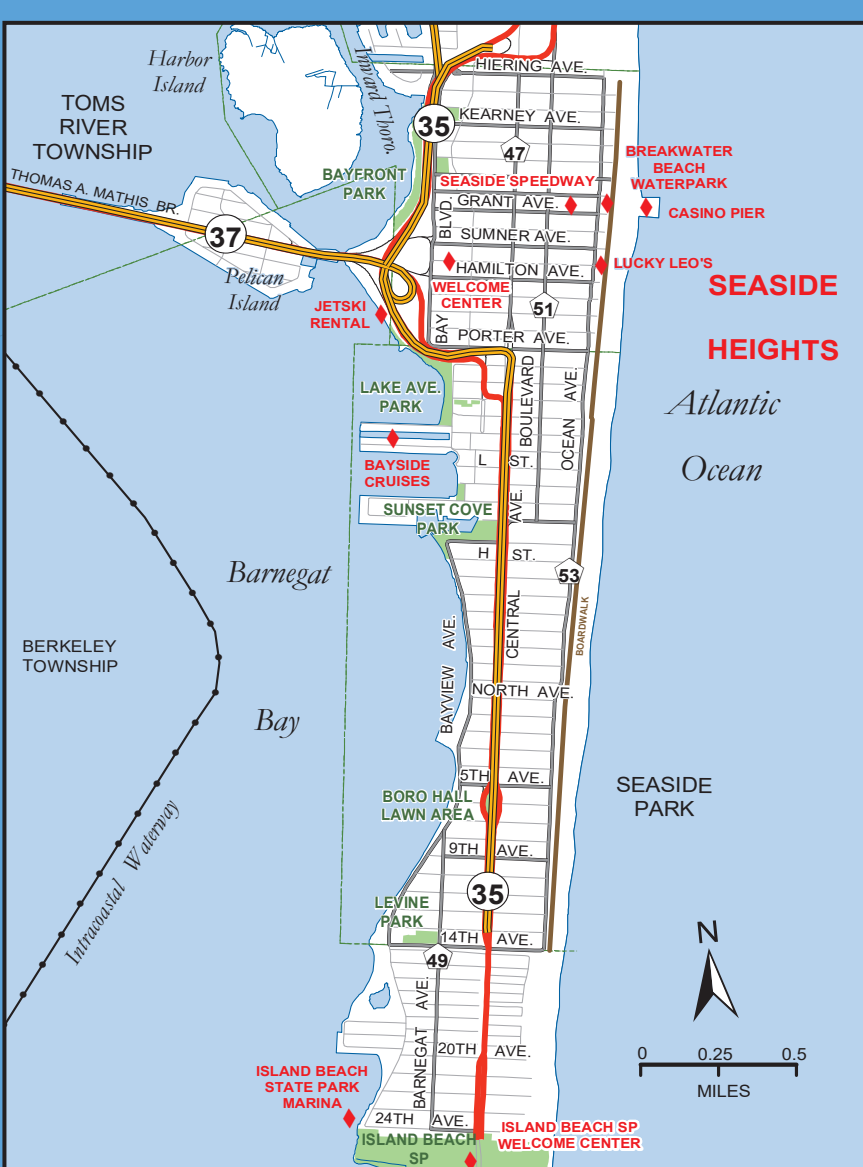 Harbor
Island
Inward Thoro.
HIERING AVE.
TOMS
RIVER
TOWNSHIP
35
KEARNEY AVE.
47
BREAKWATER
BEACH
WATERPARK
BAYFRONT
PARK
SEASIDE SPEEDWAY
THOMAS A. MATHIS BR.
GRANT AVE.
CASINO PIER
37
BAY BLVD.
SUMNER AVE.
HAMILTON AVE.
LUCKY LEO'S
Pelican
Island
WELCOME
CENTER
SEASIDE
HEIGHTS
JETSKI
RENTAL
51
PORTER AVE.
BOULEVARD
OCEAN AVE.
LAKE AVE.
PARK
Atlantic
Ocean
BAYSIDE
CRUISES
L ST.
SUNSET COVE
PARK
H ST.
53
Barnegat
Bay
CENTRAL AVE.
BOARDWALK
BERKELEY
TOWNSHIP
BAYVIEW AVE.
NORTH AVE.
5TH AVE.
SEASIDE
PARK
BORO HALL
LAWN AREA
Intracoastal Waterway
9TH AVE.
35
LEVINE
PARK
14TH AVE.
49
N
BARNEGAT AVE.
20TH AVE.
0 0.25 0.5
MILES
ISLAND BEACH
STATE PARK
MARINA
24TH AVE.
ISLAND BEACH SP
WELCOME CENTER
ISLAND BEACH
SP